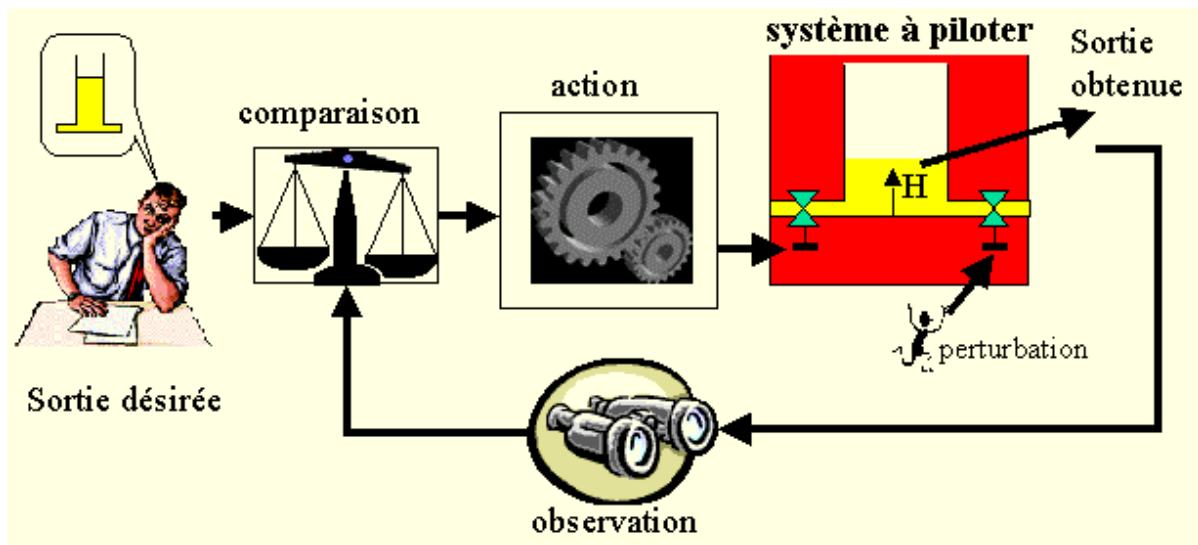 système à piloter
Sortie
obtenue
action
comparaison
H
perturbation
Sortie désirée
observation